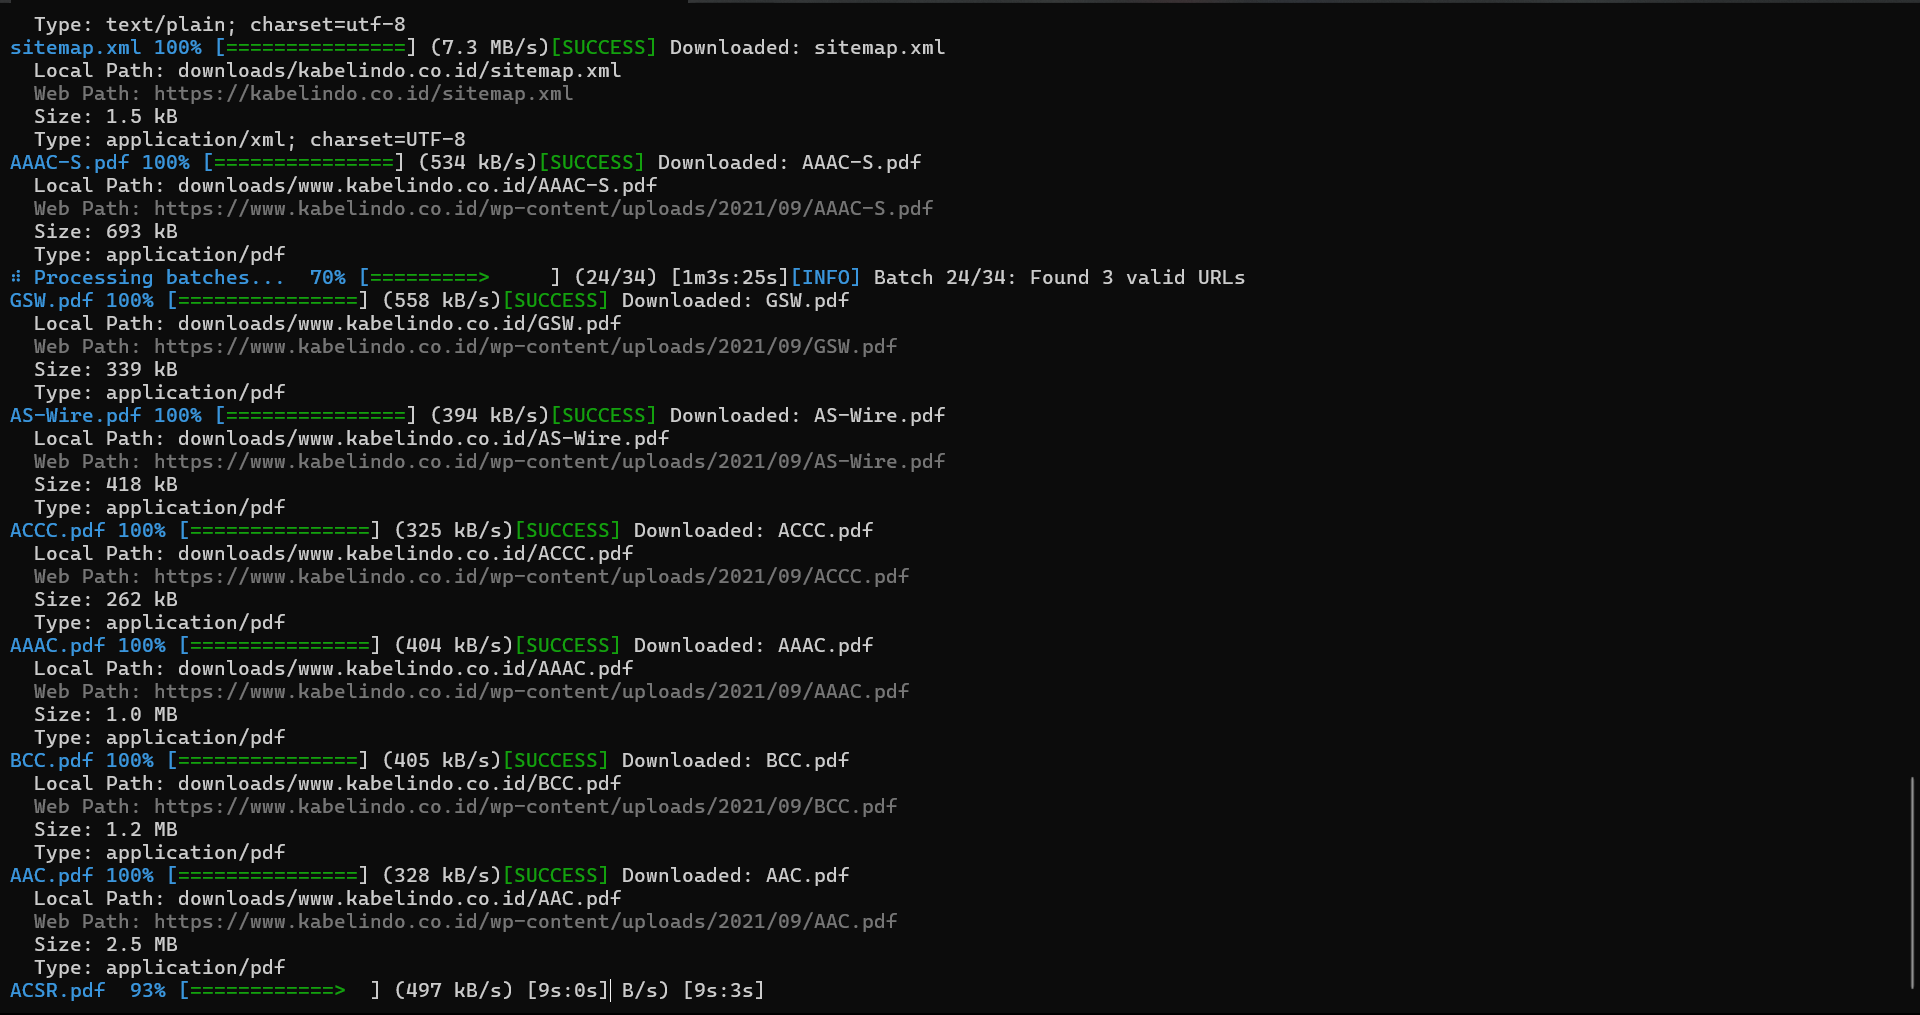 Type: text/plain; charset=utf-8
sitemap.xml 100% [===============] (7.3 MB/s)[SUCCESS] Downloaded: sitemap.xml
Local Path: downloads/kabelindo.co.id/sitemap.xml
Web Path: https://kabelindo.co.id/sitemap.xml
Size: 1.5 kB
Type: application/xml; charset=UTF-8
AAAC-S.pdf 100% [===============] (534 kB/s)[SUCCESS] Downloaded: AAAC-S.pdf
Local Path: downloads/www.kabelindo.co.id/AAAC-S.pdf
Web Path: https://www.kabelindo.co.id/wp-content/uploads/2021/09/AAAC-S.pdf
Size: 693 kB
Type: application/pdf
⠾ Processing batches...  70% [=========>     ] (24/34) [1m3s:25s][INFO] Batch 24/34: Found 3 valid URLs
GSW.pdf 100% [===============] (558 kB/s)[SUCCESS] Downloaded: GSW.pdf
Local Path: downloads/www.kabelindo.co.id/GSW.pdf
Web Path: https://www.kabelindo.co.id/wp-content/uploads/2021/09/GSW.pdf
Size: 339 kB
Type: application/pdf
AS-Wire.pdf 100% [===============] (394 kB/s)[SUCCESS] Downloaded: AS-Wire.pdf
Local Path: downloads/www.kabelindo.co.id/AS-Wire.pdf
Web Path: https://www.kabelindo.co.id/wp-content/uploads/2021/09/AS-Wire.pdf
Size: 418 kB
Type: application/pdf
ACCC.pdf 100% [===============] (325 kB/s)[SUCCESS] Downloaded: ACCC.pdf
Local Path: downloads/www.kabelindo.co.id/ACCC.pdf
Web Path: https://www.kabelindo.co.id/wp-content/uploads/2021/09/ACCC.pdf
Size: 262 kB
Type: application/pdf
AAAC.pdf 100% [===============] (404 kB/s)[SUCCESS] Downloaded: AAAC.pdf
Local Path: downloads/www.kabelindo.co.id/AAAC.pdf
Web Path: https://www.kabelindo.co.id/wp-content/uploads/2021/09/AAAC.pdf
Size: 1.0 MB
Type: application/pdf
BCC.pdf 100% [===============] (405 kB/s)[SUCCESS] Downloaded: BCC.pdf
Local Path: downloads/www.kabelindo.co.id/BCC.pdf
Web Path: https://www.kabelindo.co.id/wp-content/uploads/2021/09/BCC.pdf
Size: 1.2 MB
Type: application/pdf
AAC.pdf 100% [===============] (328 kB/s)[SUCCESS] Downloaded: AAC.pdf
Local Path: downloads/www.kabelindo.co.id/AAC.pdf
Web Path: https://www.kabelindo.co.id/wp-content/uploads/2021/09/AAC.pdf
Size: 2.5 MB
Type: application/pdf
ACSR.pdf  93% [============>  ] (497 kB/s) [9s:0s] B/s) [9s:3s]